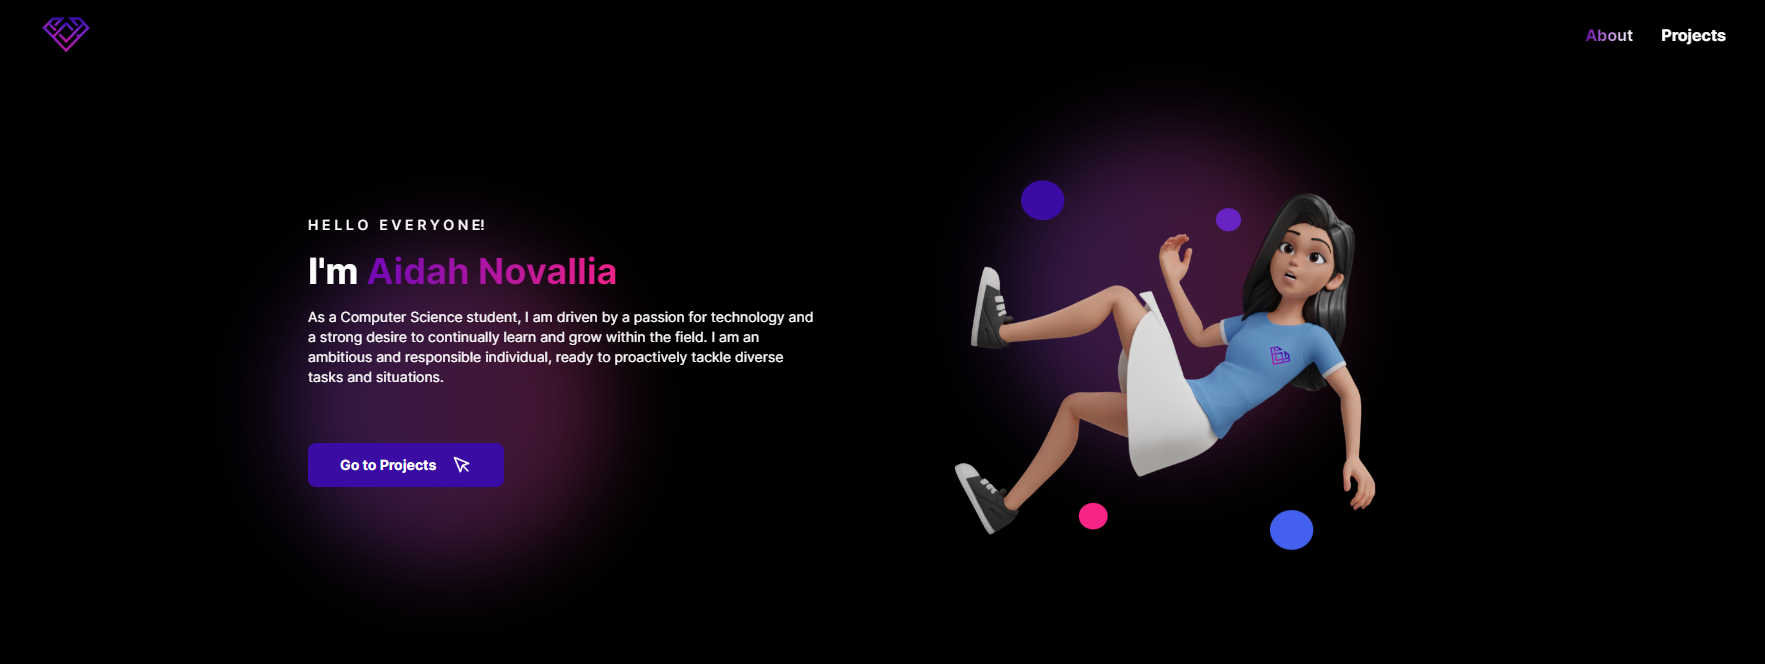 About
Projects
HELLO EVERYONE!
I'm Aidah Novallia
As a Computer Science student, I am driven by a passion for technology and
a strong desire to continually learn and grow within the field. I am an
ambitious and responsible individual, ready to proactively tackle diverse
tasks and situations.
Go to Projects